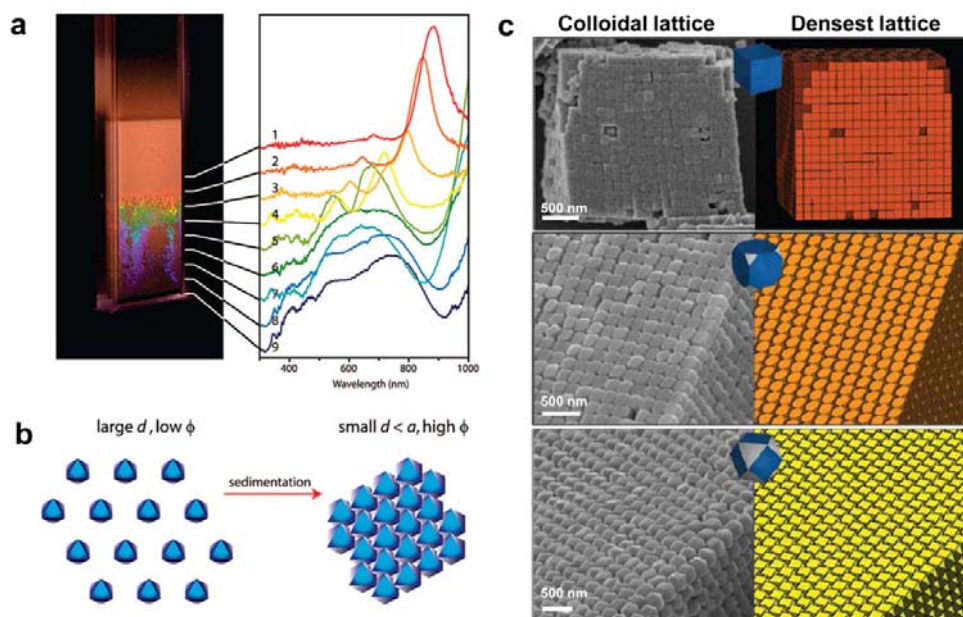 a
1
2
3
4
5
6
7
8
9
400
600
800
1000
Wavelength (nm)
b
large d , low ϕ
sedimentation
small d < a, high ϕ
c
Colloidal lattice
Densest lattice
500 nm
500 nm
500 nm